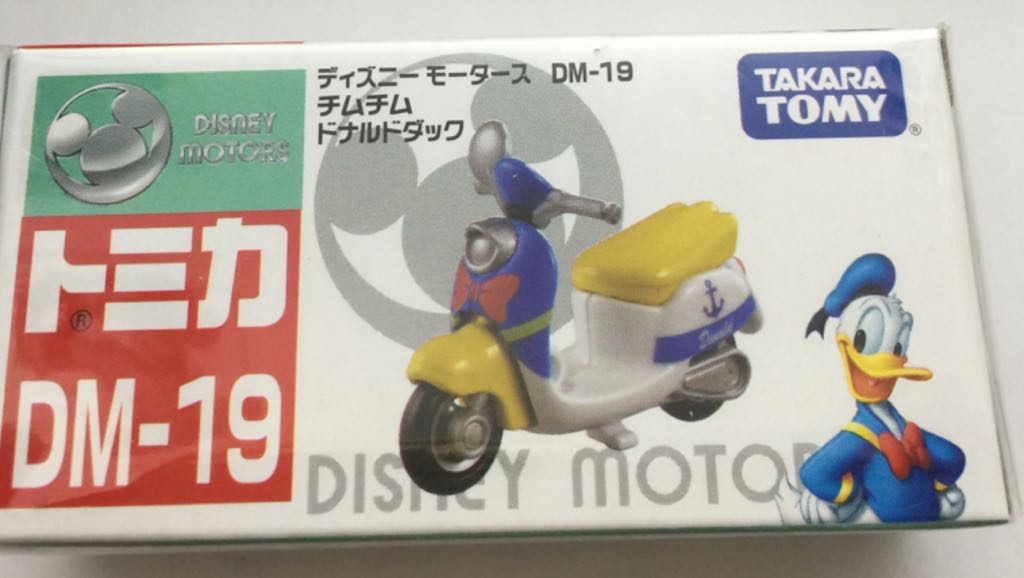 DISNEY
MOTORS
トミカ®
DM-19
ディズニー モータース DM-19
チムチム
ドナルドダック
TAKARA
TOMY®
Donald
DISNEY MOTOR